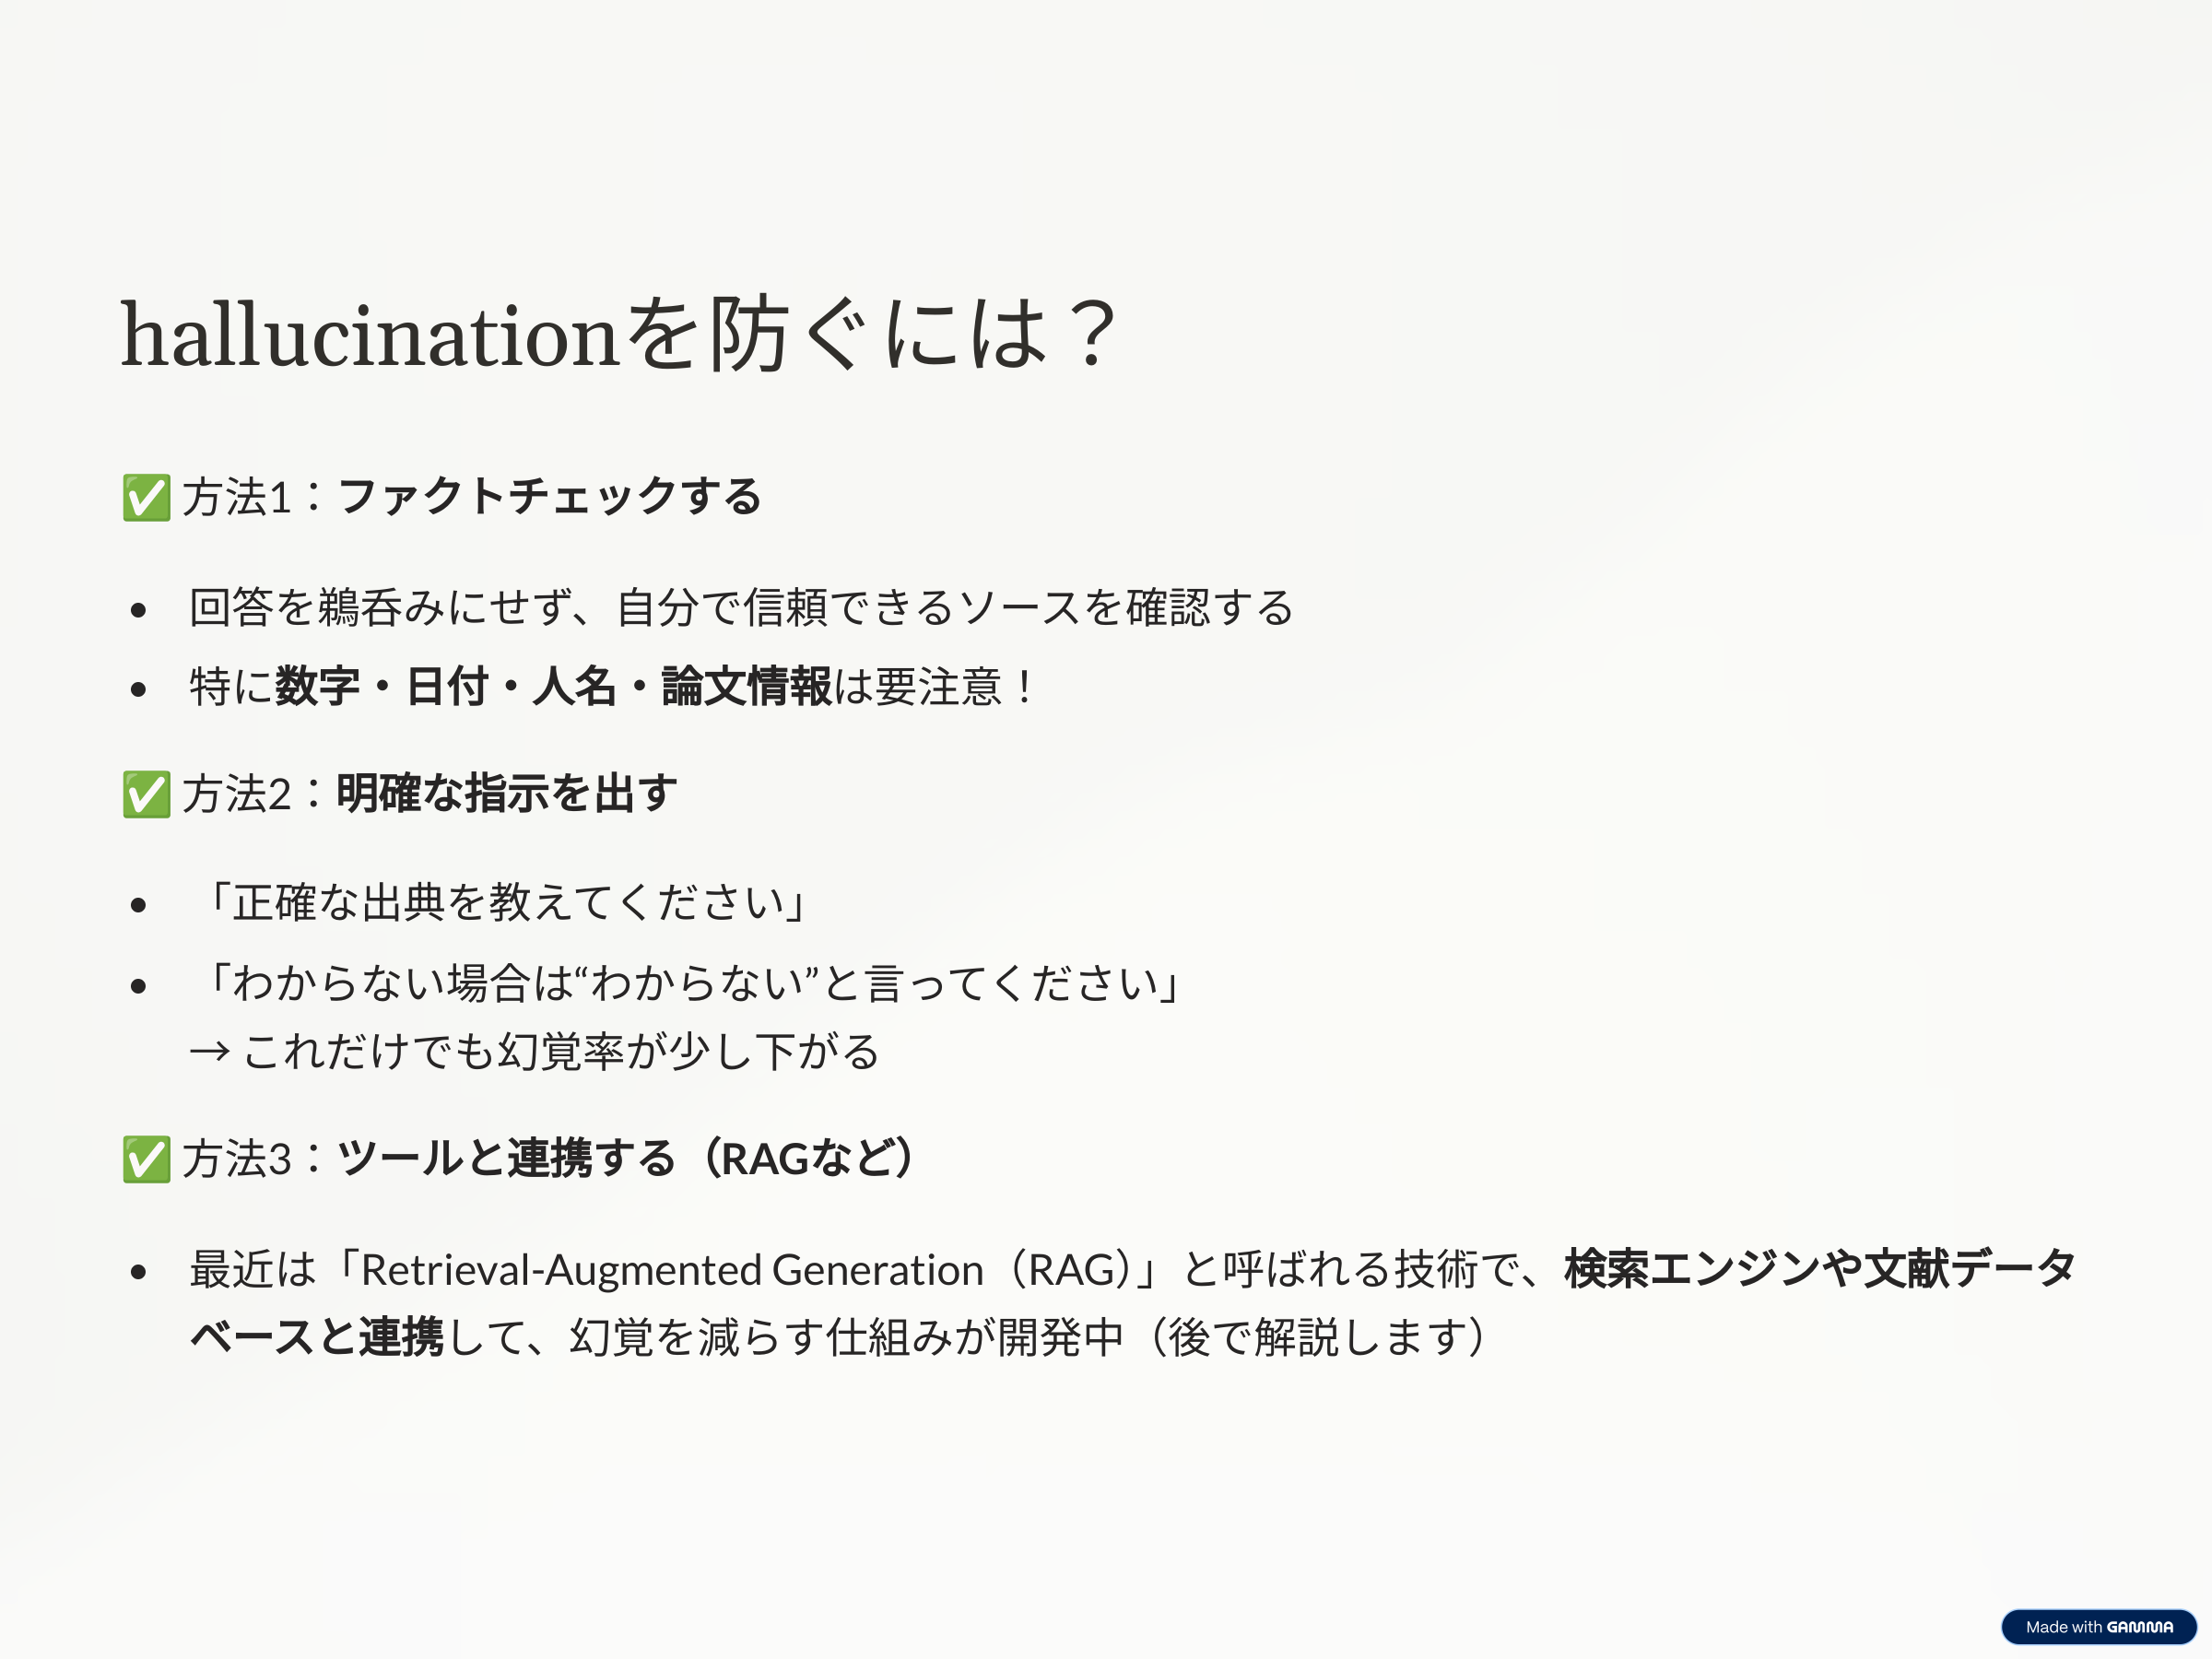 hallucinationを防ぐには？
✅ 方法1：ファクトチェックする
• 回答を鵜呑みにせず、自分で信頼できるソースを確認する
• 特に数字・日付・人名・論文情報は要注意！
✅ 方法2：明確な指示を出す
• 「正確な出典を教えてください」
• 「わからない場合は“わからない”と言ってください」
→ これだけでも幻覚率が少し下がる
✅ 方法3：ツールと連携する（RAGなど）
• 最近は「Retrieval-Augmented Generation（RAG）」と呼ばれる技術で、検索エンジンや文献データ
ベースと連携して、幻覚を減らす仕組みが開発中（後で解説します）
Made with GAMMA